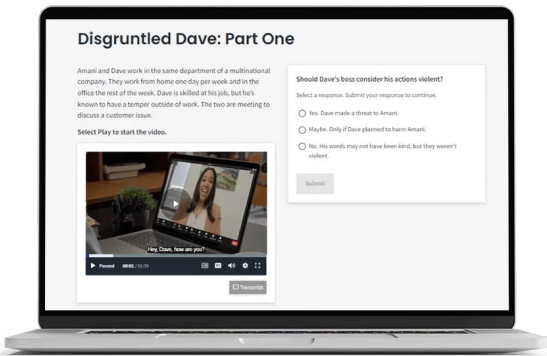 Disgruntled Dave: Part One
Amani and Dave work in the same department of a multinational
company. They work from home one day per week and in the
office the rest of the week. Dave is skilled at his job, but he's
known to have a temper outside of work. The two are meeting to
discuss a customer issue.
Select Play to start the video.
Hey, Dave, how are you?
Paused 00:01 / 01:29
Transcript
Should Dave's boss consider his actions violent?
Select a response. Submit your response to continue.
Yes. Dave made a threat to Amani.
Maybe. Only if Dave planned to harm Amani.
No. His words may not have been kind, but they weren't
violent.
Submit